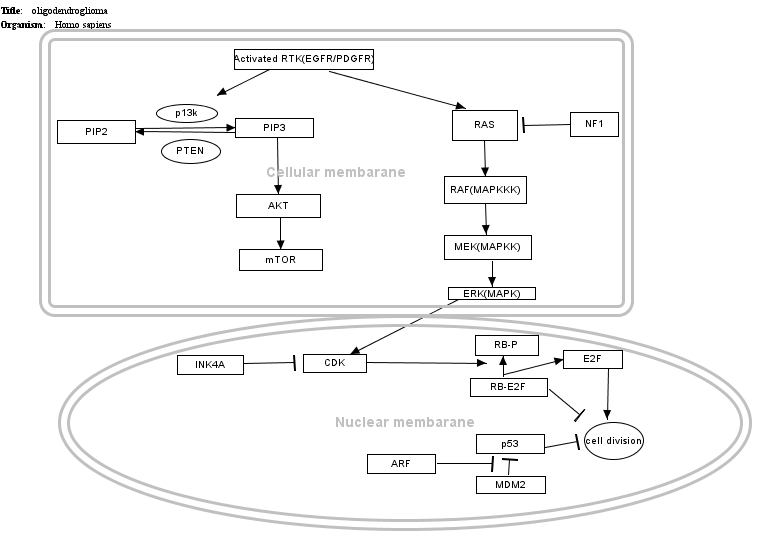 Title: oligodendroglioma
Organism: Homo sapiens
Activated RTK(EGFR/PDGFR)
p13k
PIP2
PIP3
PTEN
RAS
NF1
Cellular membarane
RAF(MAPKKK)
AKT
MEK(MAPKK)
mTOR
ERK(MAPK)
INK4A
CDK
RB-P
E2F
RB-E2F
Nuclear membarane
p53
cell division
ARF
MDM2